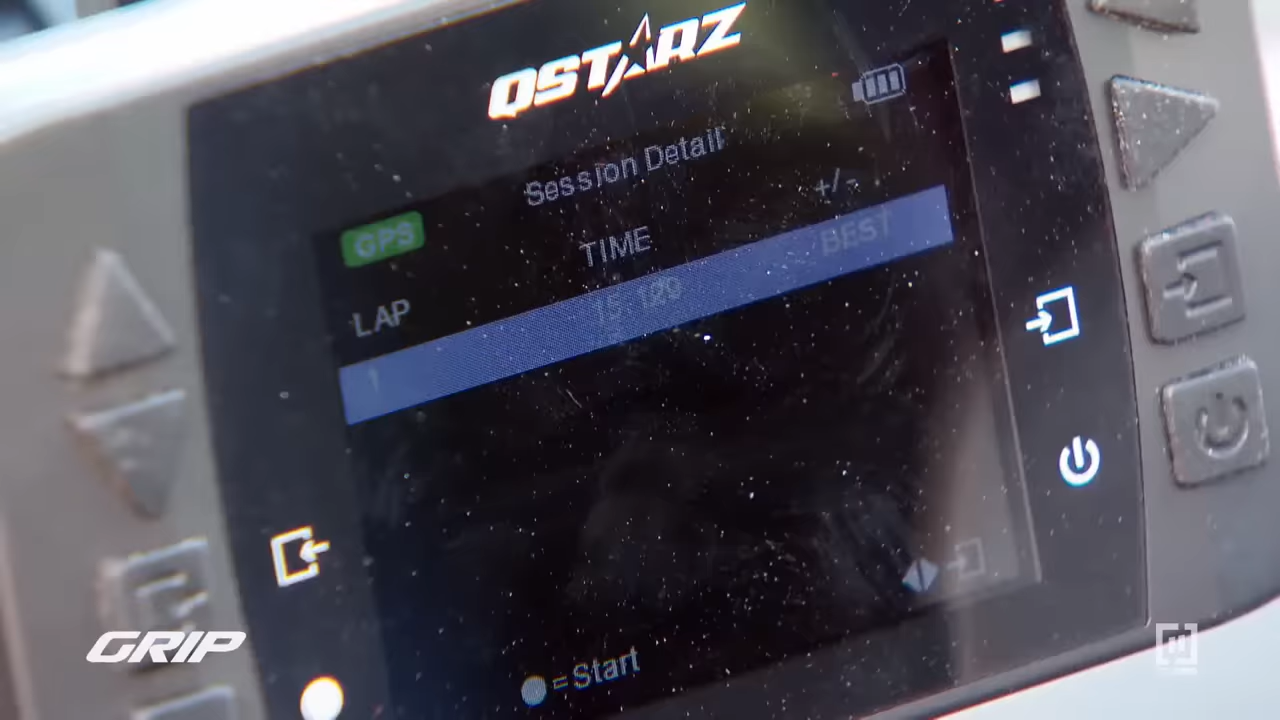 QSTARZ
Session Detail
GPS
LAP TIME +/-
1 15.129 BEST
=Start
GRIP